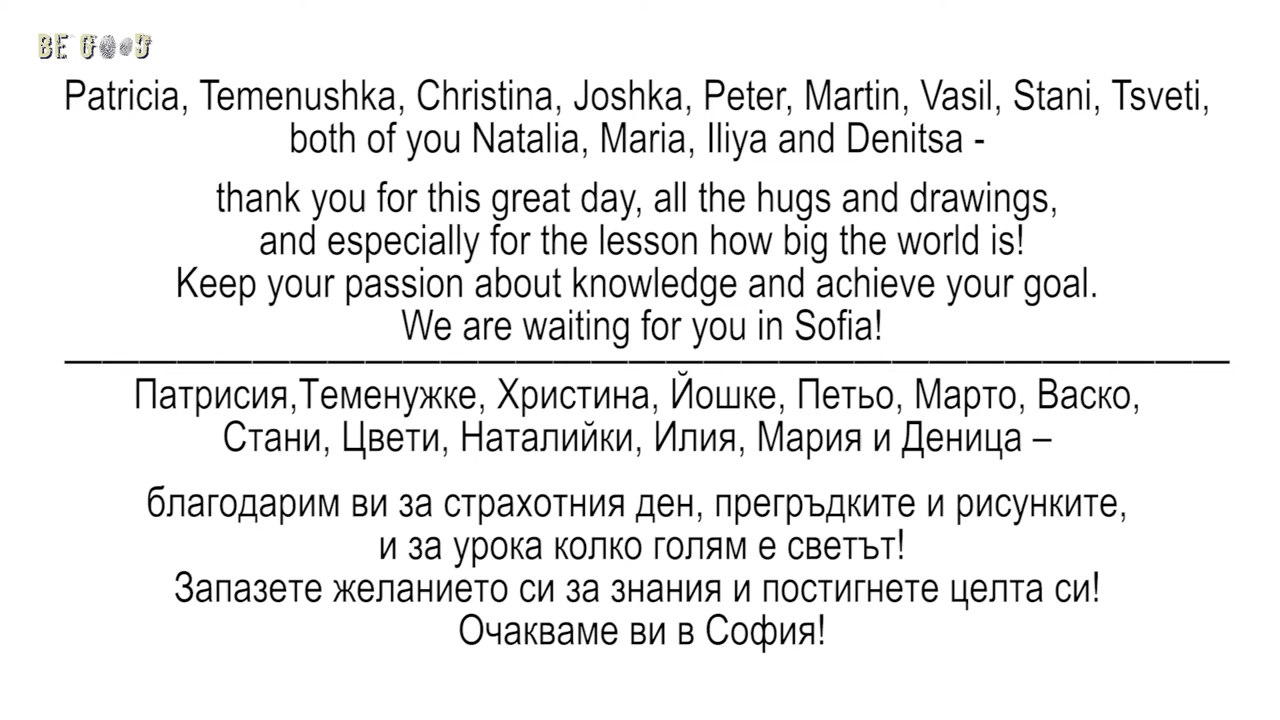 BE GOOD
Patricia, Temenushka, Christina, Joshka, Peter, Martin, Vasil, Stani, Tsveti,
both of you Natalia, Maria, Iliya and Denitsa -
thank you for this great day, all the hugs and drawings,
and especially for the lesson how big the world is!
Keep your passion about knowledge and achieve your goal.
We are waiting for you in Sofia!
Патрисия,Теменужке, Христина, Йошке, Петьо, Марто, Васко,
Стани, Цвети, Наталийки, Илия, Мария и Деница –
благодарим ви за страхотния ден, прегръдките и рисунките,
и за урока колко голям е светът!
Запазете желанието си за знания и постигнете целта си!
Очакваме ви в София!